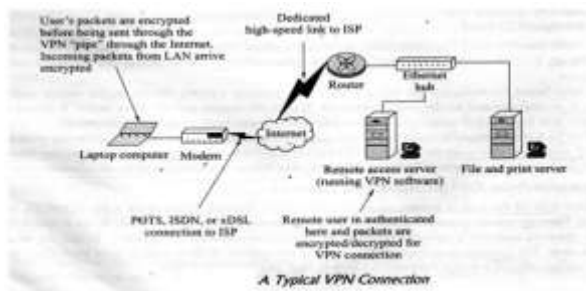 User's packets are encrypted
before being sent through the
VPN "pipe" through the Internet.
Incoming packets from LAN arrive
encrypted
Dedicated
high-speed link to ISP
Router
Ethernet
hub
Internet
Laptop computer
Modem
Remote access server
(running VPN software)
File and print server
POTS, ISDN, or xDSL
connection to ISP
Remote user in authenticated
here and packets are
encrypted/decrypted for
VPN connection
A Typical VPN Connection